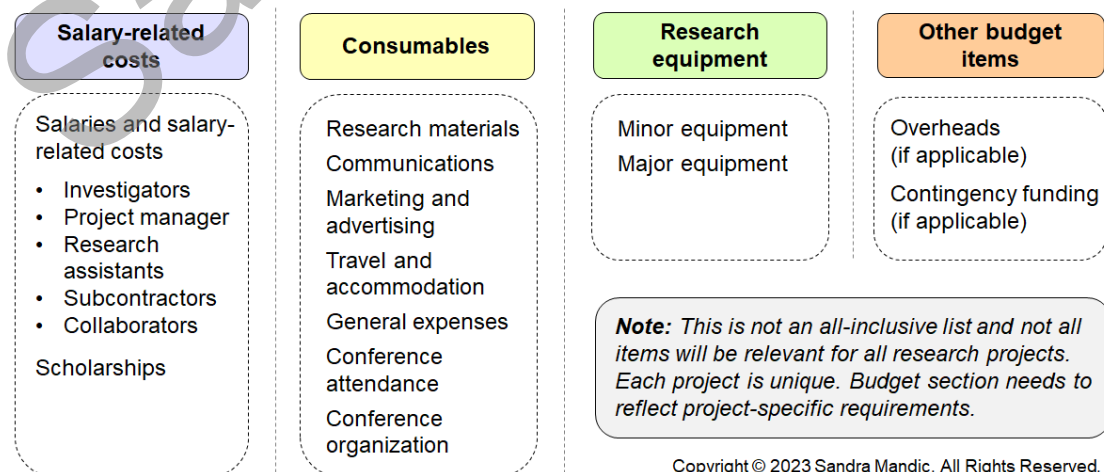 Salary-related
costs
Salaries and salary-
related costs
• Investigators
• Project manager
• Research
assistants
• Subcontractors
• Collaborators
Scholarships
Consumables
Research materials
Communications
Marketing and
advertising
Travel and
accommodation
General expenses
Conference
attendance
Conference
organization
Research
equipment
Minor equipment
Major equipment
Other budget
items
Overheads
(if applicable)
Contingency funding
(if applicable)
Note: This is not an all-inclusive list and not all
items will be relevant for all research projects.
Each project is unique. Budget section needs to
reflect project-specific requirements.
Copyright © 2023 Sandra Mandic. All Rights Reserved.